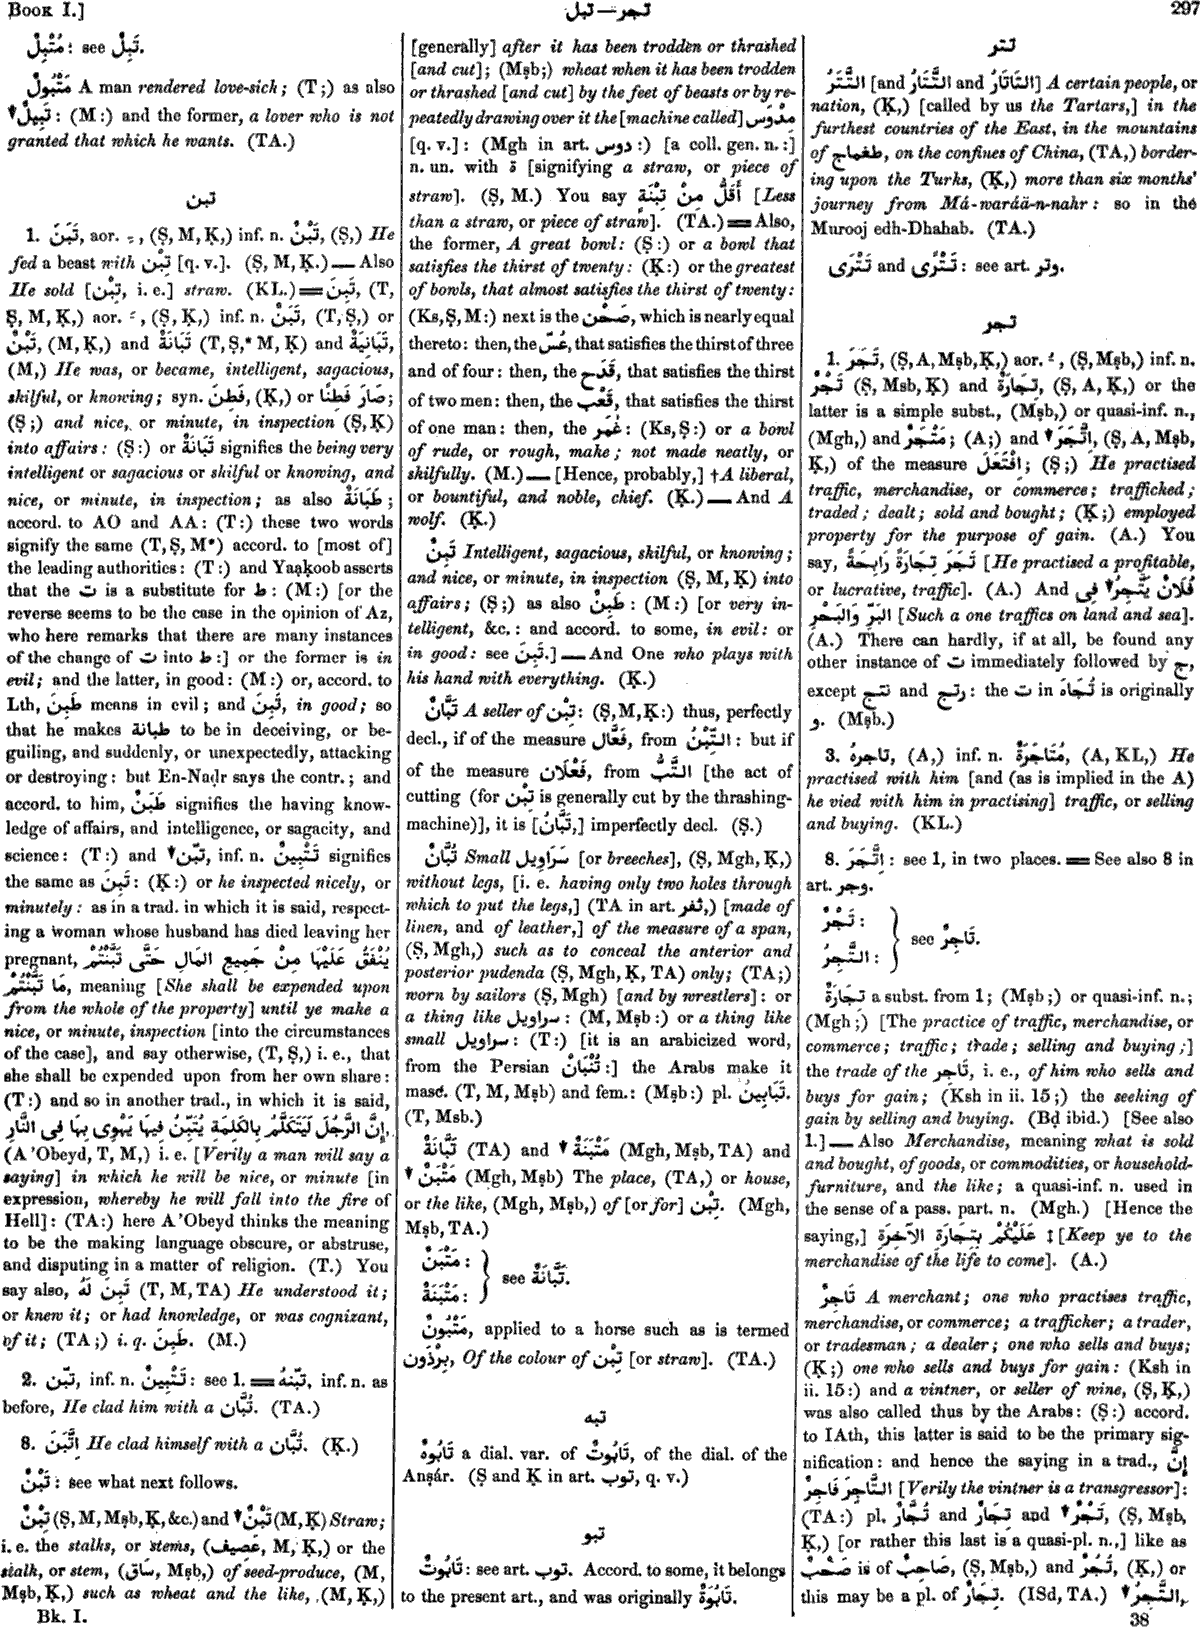 BOOK I.]
تجر — تبل
297
مُتْبِلٌ : see تَبِلٌ.
مَتْبُولٌ A man rendered love-sick ; (T ;) as also
▼ تَبِيلٌ : (M :) and the former, a lover who is not
granted that which he wants. (TA.)
تبن
1. تَبَنَ, aor. ـِ , (Ṣ, M, Ḳ,) inf. n. تَبْنٌ, (Ṣ,) He
fed a beast with تِبْن [q. v.]. (Ṣ, M, Ḳ.) — Also
He sold [تِبْن, i. e.] straw. (KL.) = تَبِنَ, (T,
Ṣ, M, Ḳ,) aor. ـَ , (Ṣ, Ḳ,) inf. n. تَبَنٌ, (T, Ṣ,) or
تَبْنٌ, (M, Ḳ,) and تَبَانَةٌ (T, Ṣ,* M, Ḳ) and تَبَانِيَةٌ,
(M,) He was, or became, intelligent, sagacious,
skilful, or knowing ; syn. فَطِنَ, (Ḳ,) or صَارَ فَطِنًا ;
(Ṣ ;) and nice, or minute, in inspection (Ṣ, Ḳ)
into affairs : (Ṣ :) or تَبَانَةٌ signifies the being very
intelligent or sagacious or skilful or knowing, and
nice, or minute, in inspection ; as also طَبَانَةٌ ;
accord. to AO and AA : (T :) these two words
signify the same (T, Ṣ, M*) accord. to [most of]
the leading authorities : (T :) and Yaạḳoob asserts
that the ت is a substitute for ط : (M :) [or the
reverse seems to be the case in the opinion of Az,
who here remarks that there are many instances
of the change of ت into ط :] or the former is in
evil ; and the latter, in good : (M :) or, accord. to
Lth, طَبِنَ means in evil ; and تَبِنَ, in good ; so
that he makes طبانة to be in deceiving, or be-
guiling, and suddenly, or unexpectedly, attacking
or destroying : but En-Naḍr says the contr. ; and
accord. to him, طَبَنٌ signifies the having know-
ledge of affairs, and intelligence, or sagacity, and
science : (T :) and ▼ تبّن, inf. n. تَتْبِينٌ signifies
the same as تَبِنَ : (Ḳ :) or he inspected nicely, or
minutely : as in a trad. in which it is said, respect-
ing a woman whose husband has died leaving her
pregnant, يُنْفَقُ عَلَيْهَا مِنْ جَمِيعِ المَالِ حَتَّى تَبَّنْتُمْ
مَا تَبَّنْتُمْ, meaning [She shall be expended upon
from the whole of the property] until ye make a
nice, or minute, inspection [into the circumstances
of the case], and say otherwise, (T, Ṣ,) i. e., that
she shall be expended upon from her own share :
(T :) and so in another trad., in which it is said,
إِنَّ الرَّجُلَ لَيَتَكَلَّمُ بِالكَلِمَةِ يُتَبِّنُ فِيهَا يَهْوِى بِهَا فِى النَّارِ,
(A 'Obeyd, T, M,) i. e. [Verily a man will say a
saying] in which he will be nice, or minute [in
expression, whereby he will fall into the fire of
Hell] : (TA :) here A 'Obeyd thinks the meaning
to be the making language obscure, or abstruse,
and disputing in a matter of religion. (T.) You
say also, تَبِنَ لَهُ (T, M, TA) He understood it ;
or knew it ; or had knowledge, or was cognizant,
of it ; (TA ;) i. q. طَبِنَ. (M.)
2. تبّن, inf. n. تَتْبِينٌ : see 1. = تبّنهُ, inf. n. as
before, He clad him with a تُبَّان. (TA.)
8. اِتَّبَنَ He clad himself with a تُبَّان. (Ḳ.)
تَبْنٌ : see what next follows.
تِبْنٌ (Ṣ, M, Mṣb, Ḳ, &c.) and ▼ تَبْنٌ (M, Ḳ) Straw ;
i. e. the stalks, or stems, (عَصِيف, M, Ḳ,) or the
stalk, or stem, (سَاق, Mṣb,) of seed-produce, (M,
Mṣb, Ḳ,) such as wheat and the like, (M, Ḳ,)
Bk. I.
[generally] after it has been trodden or thrashed
[and cut] ; (Mṣb ;) wheat when it has been trodden
or thrashed [and cut] by the feet of beasts or by re-
peatedly drawing over it the [machine called] مِدْوَس
[q. v.] : (Mgh in art. دوس :) [a coll. gen. n. :]
n. un. with ة [signifying a straw, or piece of
straw]. (Ṣ, M.) You say أَقَلُّ مِنْ تِبْنَةٍ [Less
than a straw, or piece of straw]. (TA.) = Also,
the former, A great bowl : (Ṣ :) or a bowl that
satisfies the thirst of twenty : (Ḳ :) or the greatest
of bowls, that almost satisfies the thirst of twenty :
(Ks, Ṣ, M :) next is the صَحْن, which is nearly equal
thereto : then, the عُسّ, that satisfies the thirst of three
and of four : then, the قَدَح, that satisfies the thirst
of two men : then, the قَعْب, that satisfies the thirst
of one man : then, the غُمَر : (Ks, Ṣ :) or a bowl
of rude, or rough, make ; not made neatly, or
skilfully. (M.) — [Hence, probably,] † A liberal,
or bountiful, and noble, chief. (Ḳ.) — And A
wolf. (Ḳ.)
تَبِنٌ Intelligent, sagacious, skilful, or knowing ;
and nice, or minute, in inspection (Ṣ, M, Ḳ) into
affairs ; (Ṣ ;) as also طَبِنٌ : (M :) [or very in-
telligent, &c. : and accord. to some, in evil : or
in good : see تَبِنَ.] — And One who plays with
his hand with everything. (Ḳ.)
تَبَّانٌ A seller of تِبْن : (Ṣ, M, Ḳ :) thus, perfectly
decl., if of the measure فَعَّال, from التِّبْنُ : but if
of the measure فَعْلَان, from التَّبُّ [the act of
cutting (for تِبْن is generally cut by the thrashing-
machine)], it is [تَبَّانُ,] imperfectly decl. (Ṣ.)
تُبَّانٌ Small سَرَاوِيل [or breeches], (Ṣ, Mgh, Ḳ,)
without legs, [i. e. having only two holes through
which to put the legs,] (TA in art. ثفر,) [made of
linen, and of leather,] of the measure of a span,
(Ṣ, Mgh,) such as to conceal the anterior and
posterior pudenda (Ṣ, Mgh, Ḳ, TA) only ; (TA ;)
worn by sailors (Ṣ, Mgh) [and by wrestlers] : or
a thing like سراويل : (M, Mṣb :) or a thing like
small سراويل : (T :) [it is an arabicized word,
from the Persian تُنْبَانْ :] the Arabs make it
masc. (T, M, Mṣb) and fem. : (Mṣb :) pl. تَبَابِينُ.
(T, Mṣb.)
تَبَّانَةٌ (TA) and ▼ مَتْبَنَةٌ (Mgh, Mṣb, TA) and
▼ مَتْبَنٌ (Mgh, Mṣb) The place, (TA,) or house,
or the like, (Mgh, Mṣb,) of [or for] تِبْن. (Mgh,
Mṣb, TA.)
مَتْبَنٌ :
مَتْبَنَةٌ :
see تَبَّانَةٌ.
مَتْبُونٌ, applied to a horse such as is termed
بِرْذَوْن, Of the colour of تِبْن [or straw]. (TA.)
تبه
تَابُوهٌ a dial. var. of تَابُوتٌ, of the dial. of the
Anṣár. (Ṣ and Ḳ in art. توب, q. v.)
تبو
تَابُوتٌ : see art. توب. Accord. to some, it belongs
to the present art., and was originally تَابُوَةٌ.
تتر
التَّتَرُ [and التَّتَارُ and التَّاتَارُ] A certain people, or
nation, (Ḳ,) [called by us the Tartars,] in the
furthest countries of the East, in the mountains
of طغماج, on the confines of China, (TA,) border-
ing upon the Turks, (Ḳ,) more than six months'
journey from Má-warää-n-nahr : so in the
Murooj edh-Dhahab. (TA.)
تَتْرَى and تَتْرًى : see art. وتر.
تجر
1. تَجَرَ, (Ṣ, A, Mṣb, Ḳ,) aor. ـُ , (Ṣ, Mṣb,) inf. n.
تَجْرٌ (Ṣ, Mṣb, Ḳ) and تِجَارَةٌ, (Ṣ, A, Ḳ,) or the
latter is a simple subst., (Mṣb,) or quasi-inf. n.,
(Mgh,) and مَتْجَرٌ ; (A ;) and ▼ اِتَّجَرَ, (Ṣ, A, Mṣb,
Ḳ,) of the measure اِفْتَعَلَ ; (Ṣ ;) He practised
traffic, merchandise, or commerce ; trafficked ;
traded ; dealt ; sold and bought ; (Ḳ ;) employed
property for the purpose of gain. (A.) You
say, تَجَرَ تِجَارَةً رَابِحَةً [He practised a profitable,
or lucrative, traffic]. (A.) And فُلَانٌ يَتَّجِرُ▼ فِى
البَرِّ وَالبَحْرِ [Such a one traffics on land and sea].
(A.) There can hardly, if at all, be found any
other instance of ت immediately followed by ج,
except نتج and رتج : the ت in تُجَاهَ is originally
و. (Mṣb.)
3. تاجرهُ, (A,) inf. n. مُتَاجَرَةٌ, (A, KL,) He
practised with him [and (as is implied in the A)
he vied with him in practising] traffic, or selling
and buying. (KL.)
8. اِتَّجَرَ : see 1, in two places. = See also 8 in
art. وجر.
تَجْرٌ :
التَّجِرُ :
see تَاجِرٌ.
تِجَارَةٌ a subst. from 1 ; (Mṣb ;) or quasi-inf. n. ;
(Mgh ;) [The practice of traffic, merchandise, or
commerce ; traffic ; trade ; selling and buying ;]
the trade of the تَاجِر, i. e., of him who sells and
buys for gain ; (Ksh in ii. 15 ;) the seeking of
gain by selling and buying. (Bḍ ibid.) [See also
1.] — Also Merchandise, meaning what is sold
and bought, of goods, or commodities, or household-
furniture, and the like ; a quasi-inf. n. used in
the sense of a pass. part. n. (Mgh.) [Hence the
saying,] عَلَيْكُمْ بِتِجَارَةِ الآخِرَةِ ‡ [Keep ye to the
merchandise of the life to come]. (A.)
تَاجِرٌ A merchant ; one who practises traffic,
merchandise, or commerce ; a trafficker ; a trader,
or tradesman ; a dealer ; one who sells and buys ;
(Ḳ ;) one who sells and buys for gain : (Ksh in
ii. 15 :) and a vintner, or seller of wine, (Ṣ, Ḳ,)
was also called thus by the Arabs : (Ṣ :) accord.
to IAth, this latter is said to be the primary sig-
nification : and hence the saying in a trad., إِنَّ
التَّاجِرَ فَاجِرٌ [Verily the vintner is a transgressor] :
(TA :) pl. تُجَّارٌ and تِجَارٌ and ▼ تَجْرٌ, (Ṣ, Mṣb,
Ḳ,) [or rather this last is a quasi-pl. n.,] like as
صَحْبٌ is of صَاحِبٌ, (Ṣ, Mṣb,) and تُجُرٌ, (Ḳ,) or
this may be a pl. of تِجَارٌ. (ISd, TA.) ▼ التَّجِرُ,
38